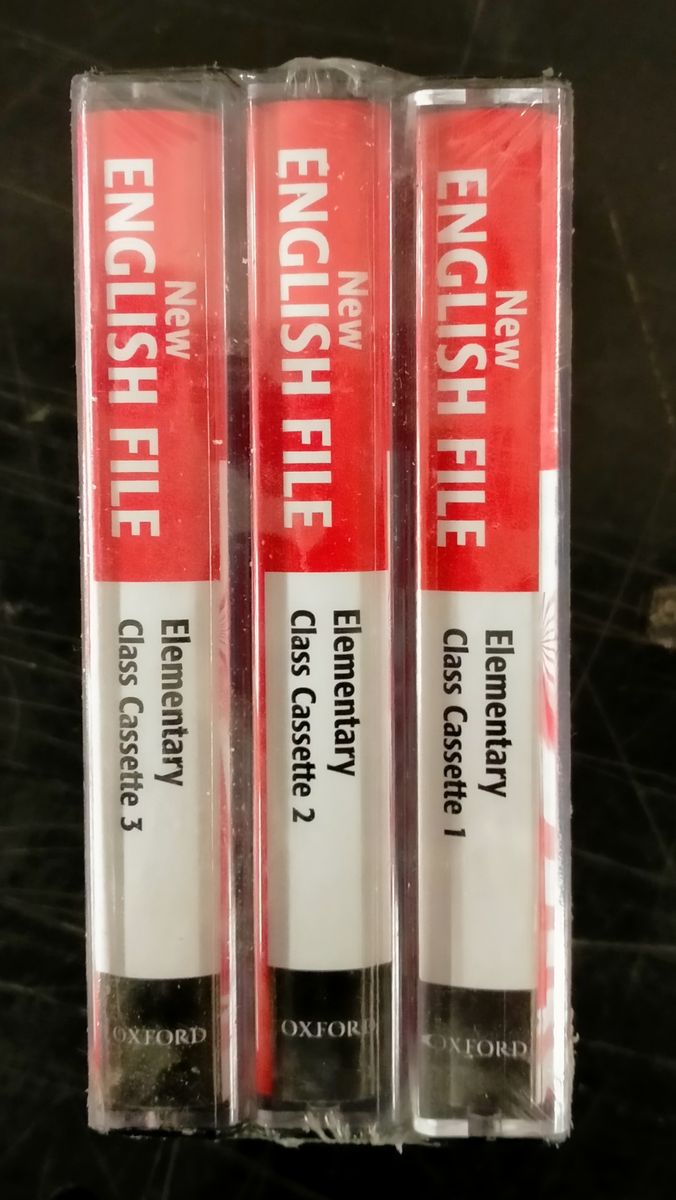 New
ENGLISH FILE
Elementary
Class Cassette 3
OXFORD
New
ENGLISH FILE
Elementary
Class Cassette 2
OXFORD
New
ENGLISH FILE
Elementary
Class Cassette 1
OXFORD